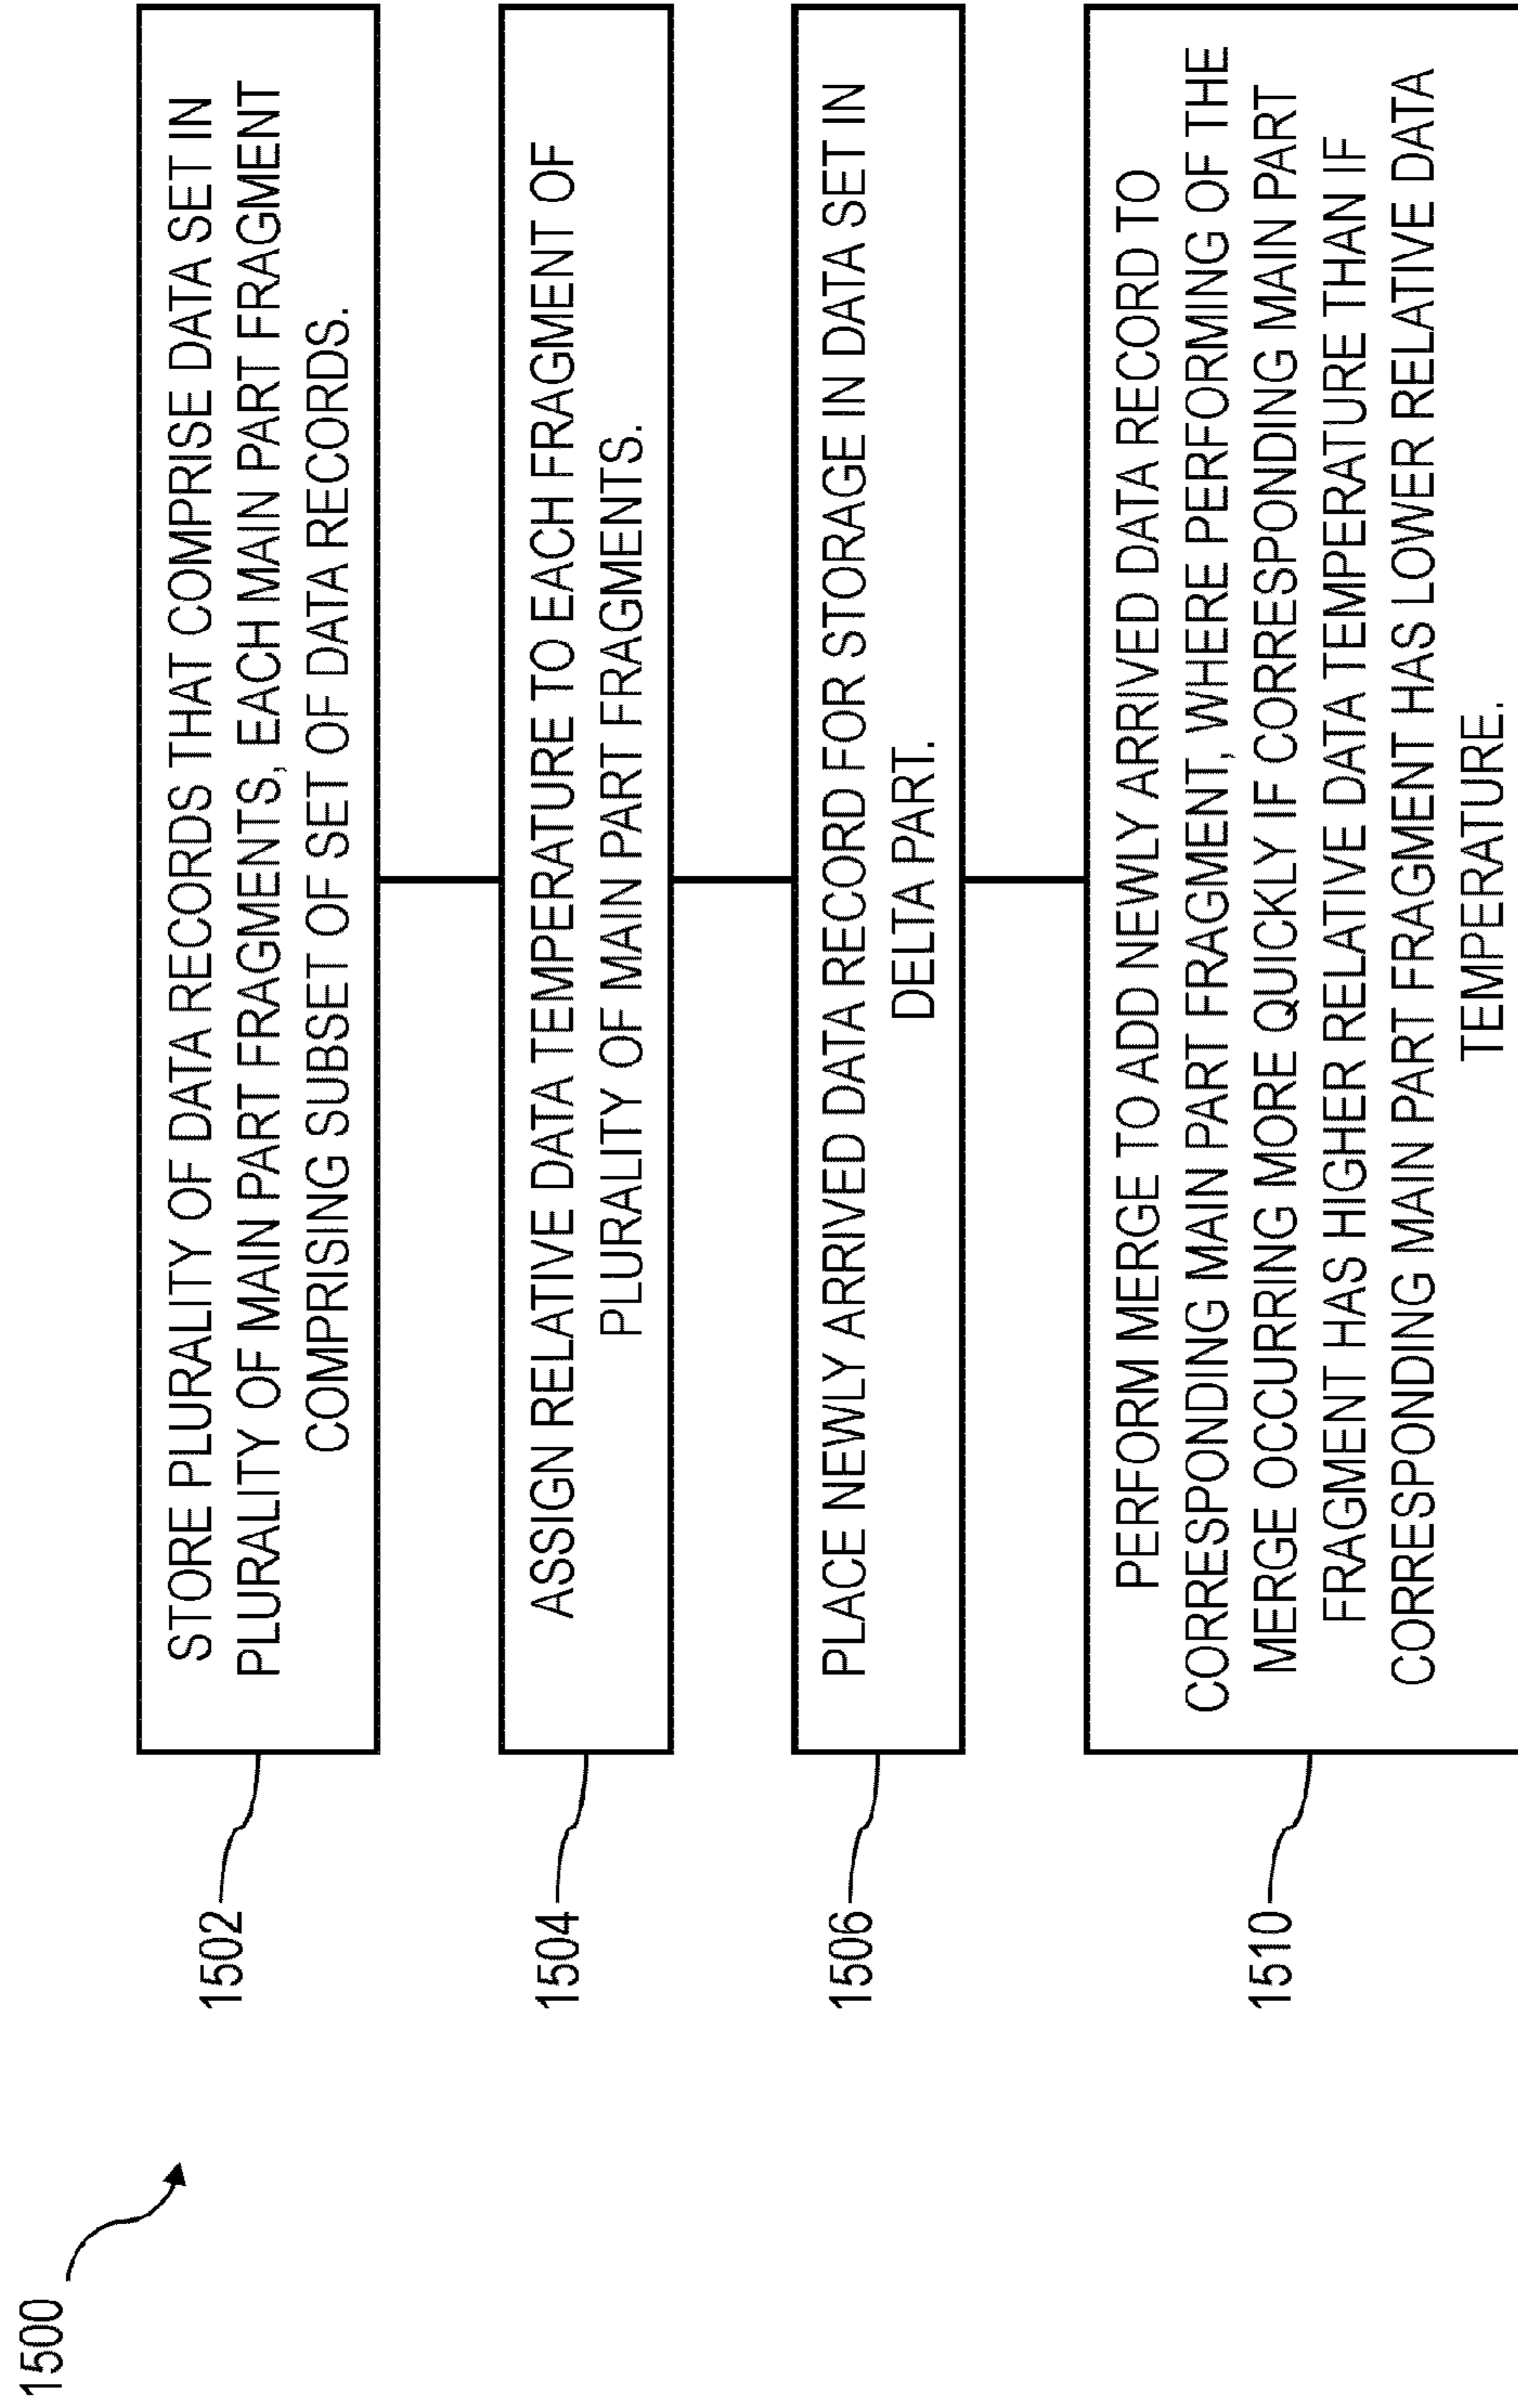 1500
1502
STORE PLURALITY OF DATA RECORDS THAT COMPRISE DATA SET IN
PLURALITY OF MAIN PART FRAGMENTS, EACH MAIN PART FRAGMENT
COMPRISING SUBSET OF SET OF DATA RECORDS.
1504
ASSIGN RELATIVE DATA TEMPERATURE TO EACH FRAGMENT OF
PLURALITY OF MAIN PART FRAGMENTS.
1506
PLACE NEWLY ARRIVED DATA RECORD FOR STORAGE IN DATA SET IN
DELTA PART.
1510
PERFORM MERGE TO ADD NEWLY ARRIVED DATA RECORD TO
CORRESPONDING MAIN PART FRAGMENT, WHERE PERFORMING OF THE
MERGE OCCURRING MORE QUICKLY IF CORRESPONDING MAIN PART
FRAGMENT HAS HIGHER RELATIVE DATA TEMPERATURE THAN IF
CORRESPONDING MAIN PART FRAGMENT HAS LOWER RELATIVE DATA
TEMPERATURE.